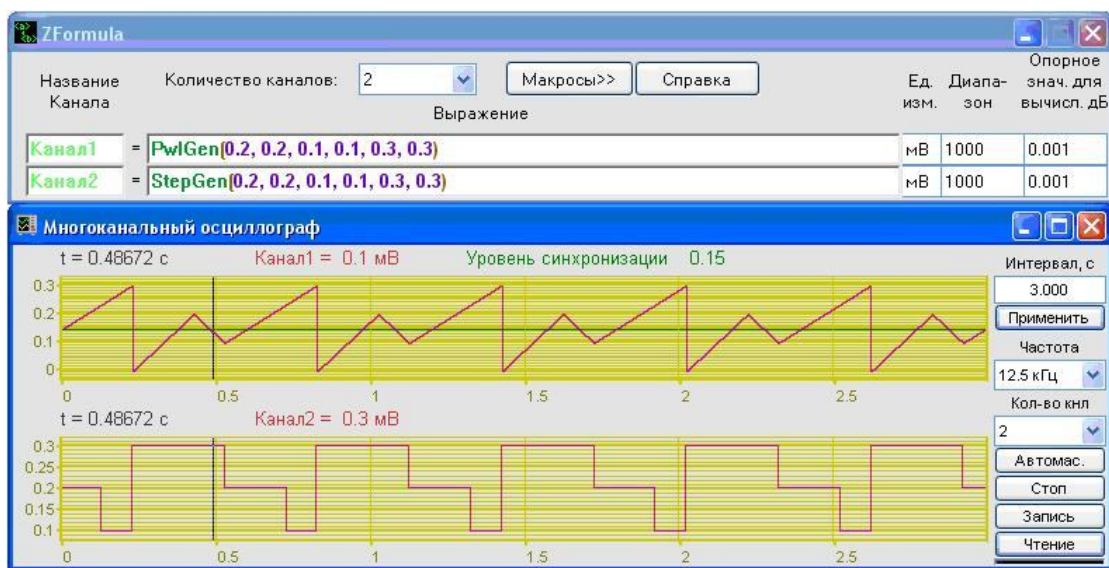 ZFormula
Название Канала
Количество каналов: 2
Макросы>>
Справка
Выражение
Ед. изм.
Диапа-зон
Опорное знач. для вычисл. дБ
Канал1 = PwlGen(0.2, 0.2, 0.1, 0.1, 0.3, 0.3) мВ 1000 0.001
Канал2 = StepGen(0.2, 0.2, 0.1, 0.1, 0.3, 0.3) мВ 1000 0.001
Многоканальный осциллограф
t = 0.48672 с Канал1 = 0.1 мВ Уровень синхронизации 0.15
0.3
0.2
0.1
0
0 0.5 1 1.5 2 2.5
t = 0.48672 с Канал2 = 0.3 мВ
0.3
0.25
0.2
0.15
0.1
0 0.5 1 1.5 2 2.5
Интервал, с
3.000
Применить
Частота
12.5 кГц
Кол-во кнл
2
Автомас.
Стоп
Запись
Чтение